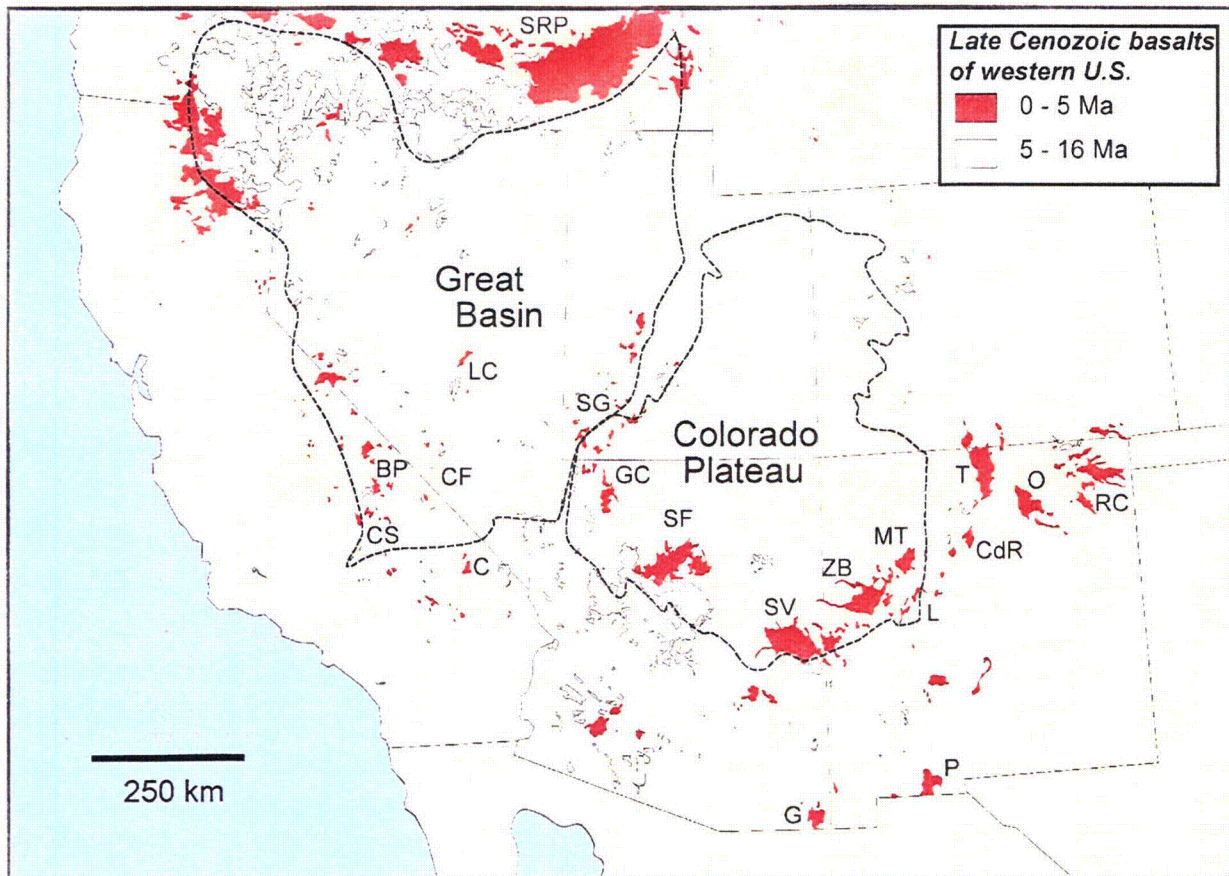 SRP
Late Cenozoic basalts
of western U.S.
0 - 5 Ma
5 - 16 Ma
Great
Basin
LC
SG
Colorado
Plateau
BP
CF
GC
T
O
RC
CS
SF
MT
CdR
C
ZB
SV
L
250 km
P
G